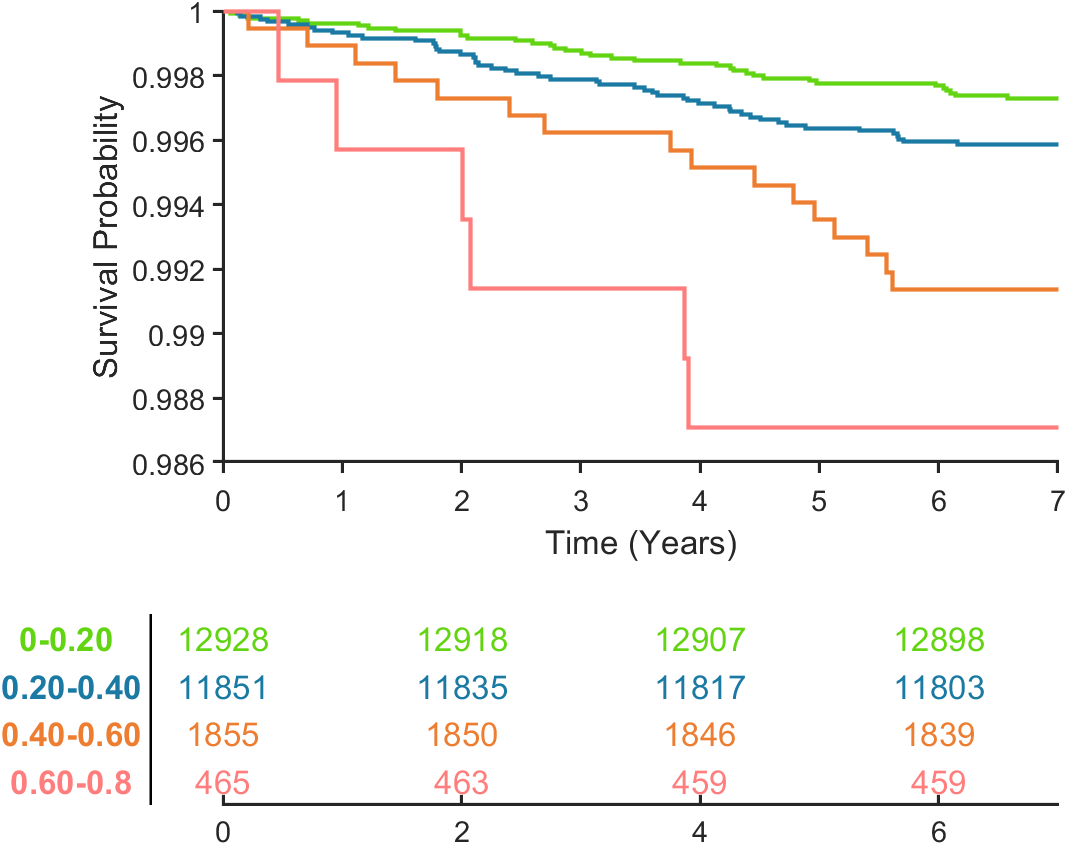 1
0.998
0.996
0.994
0.992
0.99
0.988
0.986
Survival Probability
0 1 2 3 4 5 6 7
Time (Years)
0-0.20 12928 12918 12907 12898
0.20-0.40 11851 11835 11817 11803
0.40-0.60 1855 1850 1846 1839
0.60-0.8 465 463 459 459
0 2 4 6